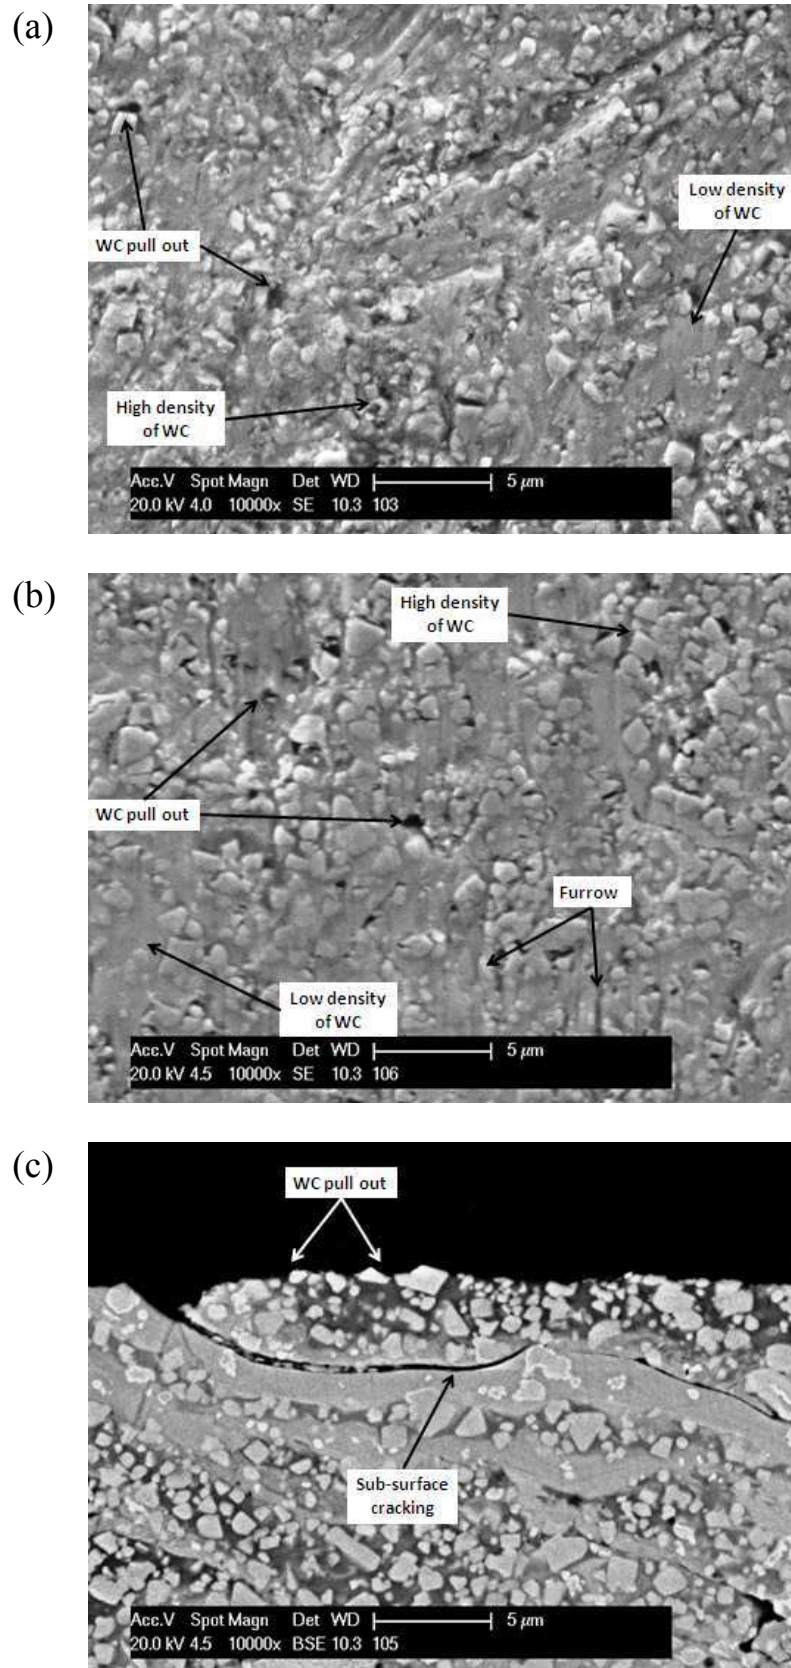 (a)
Low density
of WC
WC pull out
High density
of WC
Acc.V Spot Magn Det WD 5 µm
20.0 kV 4.0 10000x SE 10.3 103
(b)
High density
of WC
WC pull out
Furrow
Low density
of WC
Acc.V Spot Magn Det WD 5 µm
20.0 kV 4.5 10000x SE 10.3 106
(c)
WC pull out
Sub-surface
cracking
Acc.V Spot Magn Det WD 5 µm
20.0 kV 4.5 10000x BSE 10.3 105